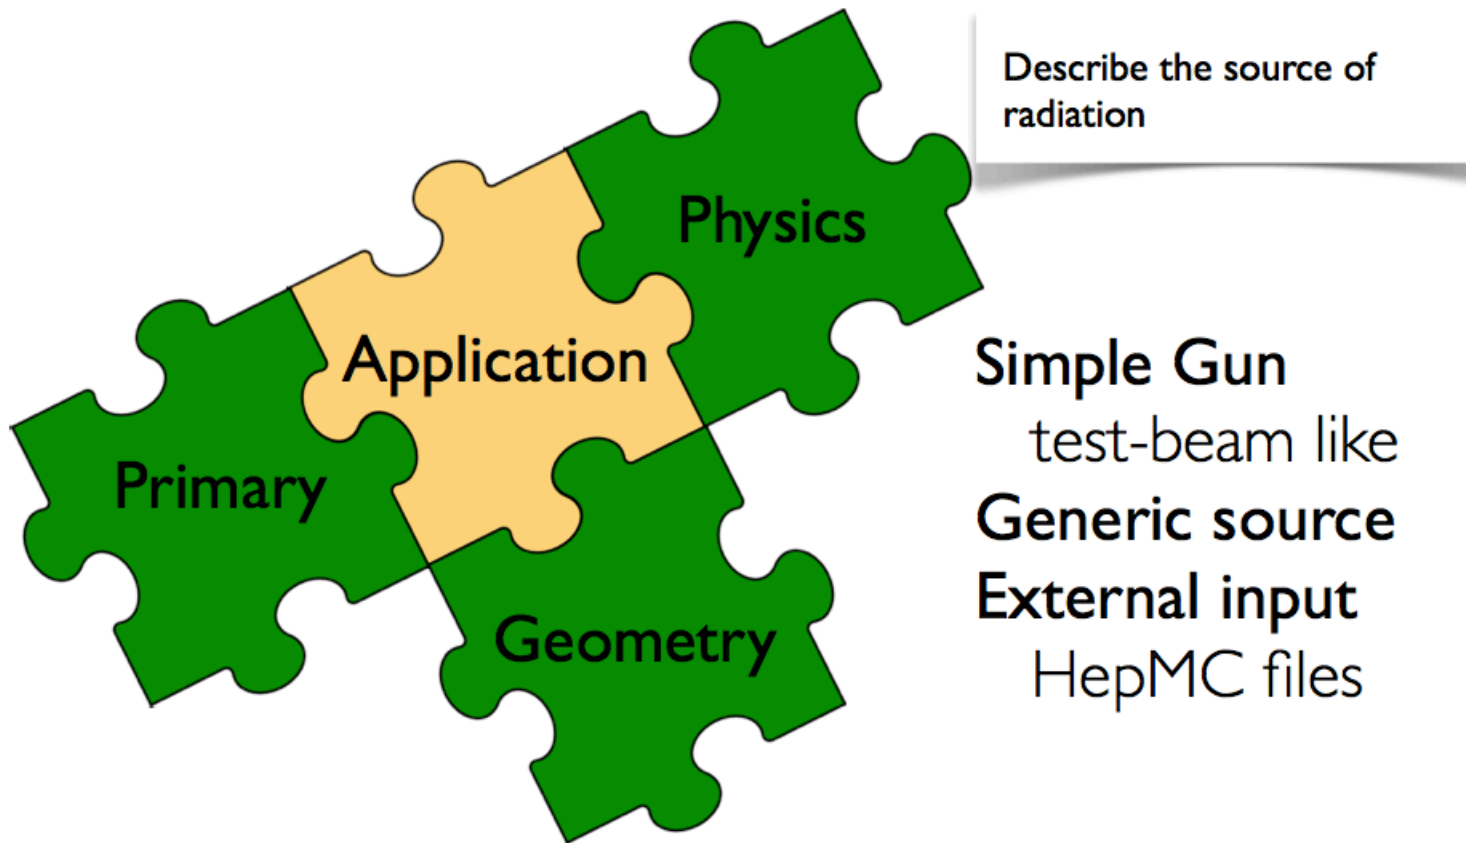 Describe the source of
radiation
Physics
Application
Primary
Geometry
Simple Gun
test-beam like
Generic source
External input
HepMC files